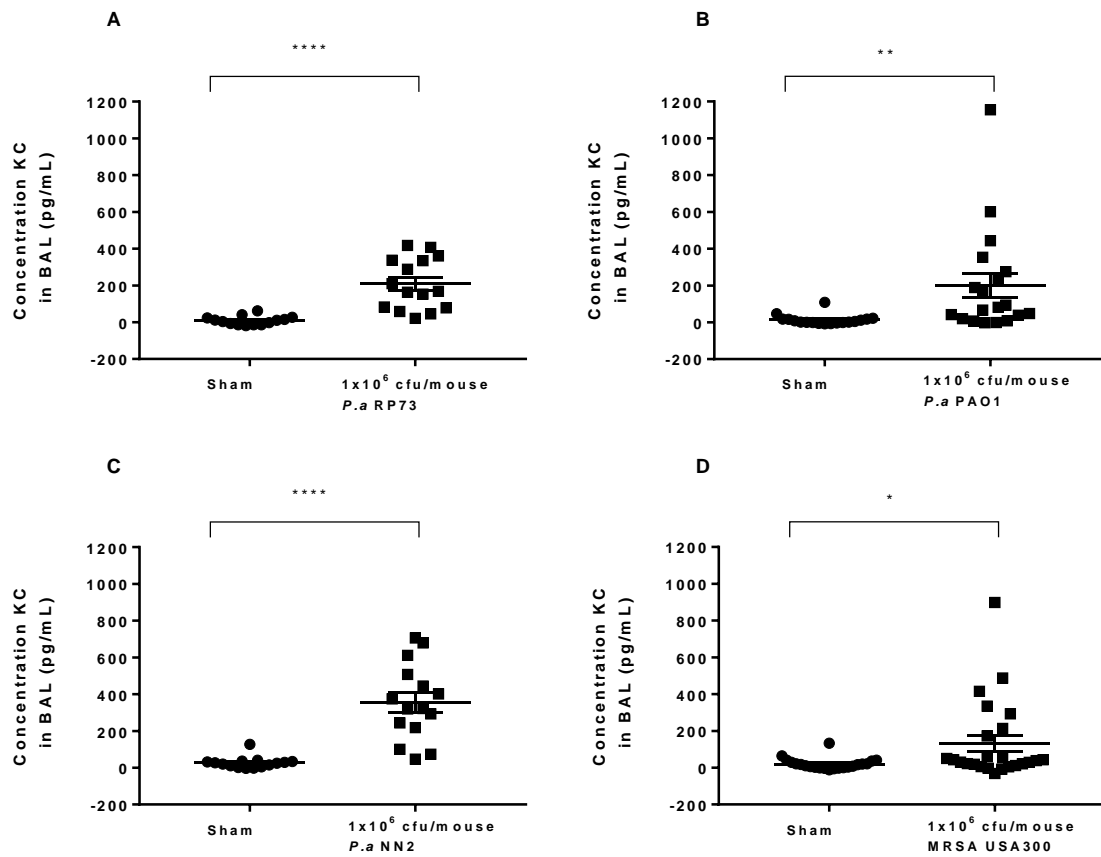 A
****
Concentration KC
in BAL (pg/mL)
1200
1000
800
600
400
200
0
-200
Sham
1x10⁶ cfu/mouse
P.a RP73
B
**
Concentration KC
in BAL (pg/mL)
1200
1000
800
600
400
200
0
-200
Sham
1x10⁶ cfu/mouse
P.a PAO1
C
****
Concentration KC
in BAL (pg/mL)
1200
1000
800
600
400
200
0
-200
Sham
1x10⁶ cfu/mouse
P.a NN2
D
*
Concentration KC
in BAL (pg/mL)
1200
1000
800
600
400
200
0
-200
Sham
1x10⁶ cfu/mouse
MRSA USA300